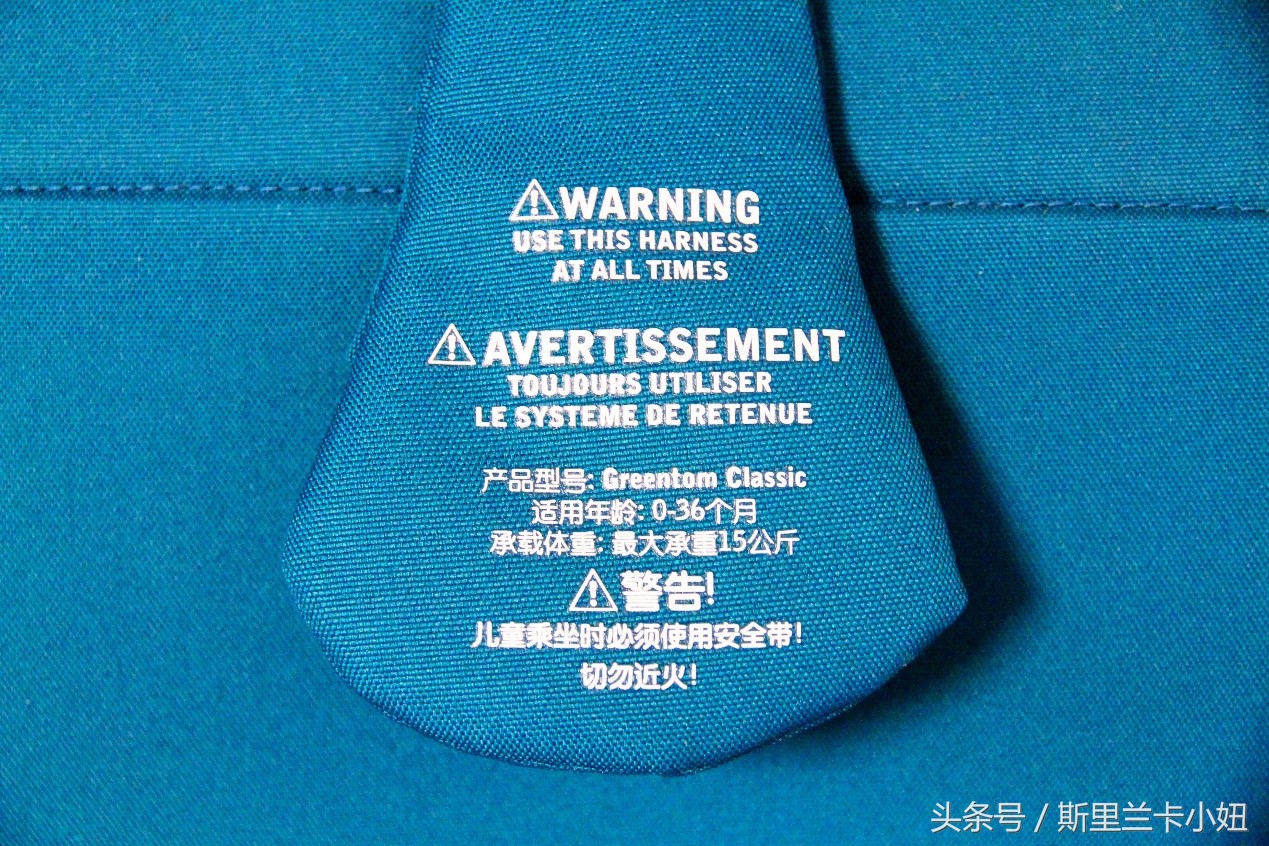 ⚠WARNING
USE THIS HARNESS
AT ALL TIMES
⚠AVERTISSEMENT
TOUJOURS UTILISER
LE SYSTEME DE RETENUE
产品型号: Greentom Classic
适用年龄: 0-36个月
承载体重: 最大承重15公斤
⚠警告!
儿童乘坐时必须使用安全带!
切勿近火!
头条号 / 斯里兰卡小妞